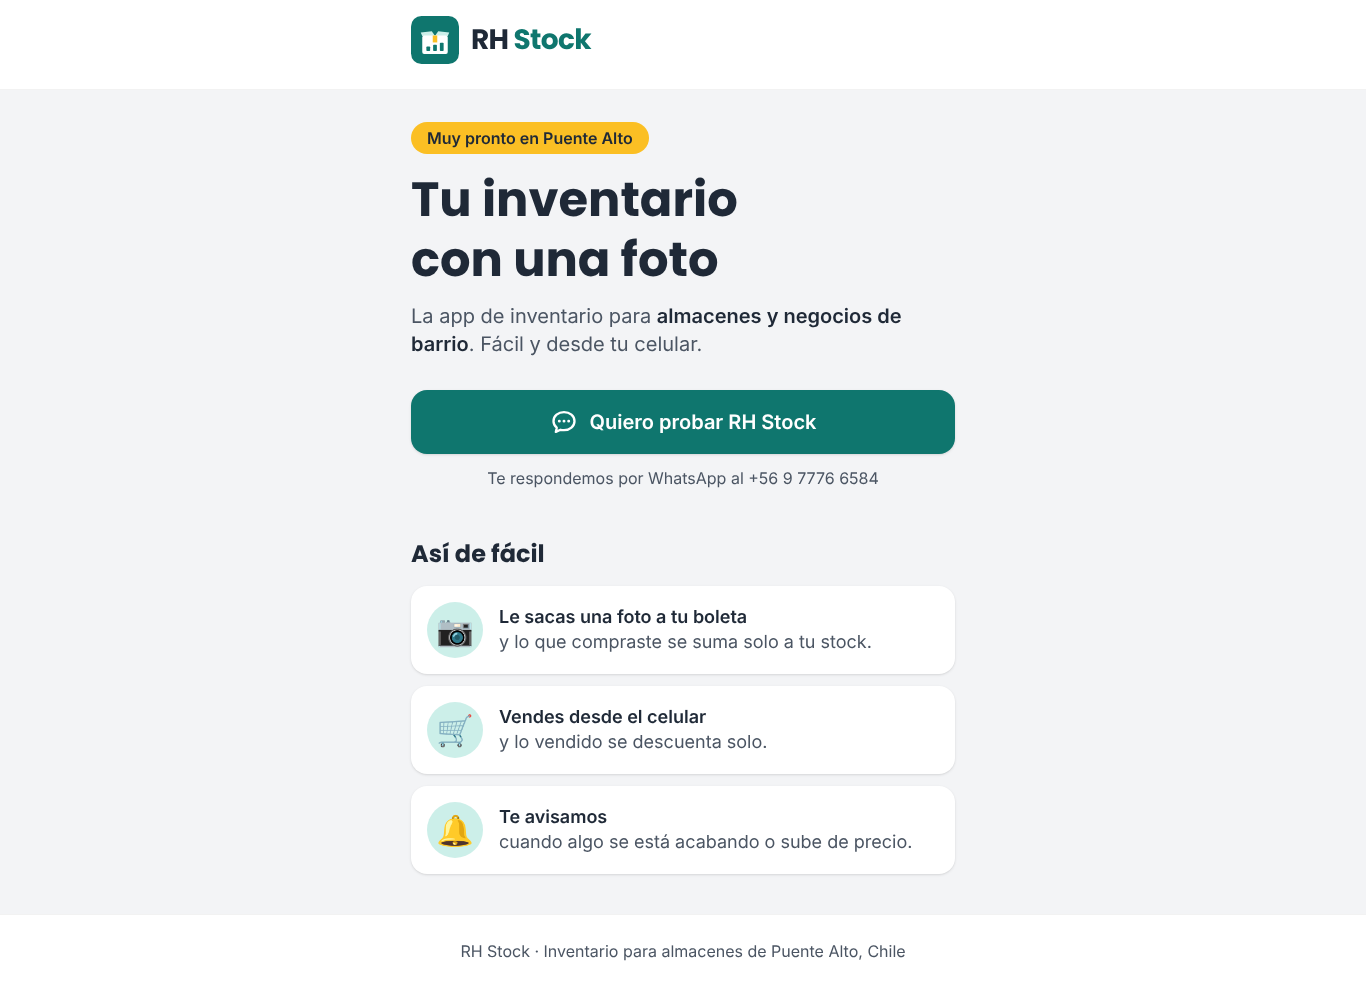 RH Stock
Muy pronto en Puente Alto
Tu inventario
con una foto
La app de inventario para almacenes y negocios de
barrio. Fácil y desde tu celular.
Quiero probar RH Stock
Te respondemos por WhatsApp al +56 9 7776 6584
Así de fácil
Le sacas una foto a tu boleta
y lo que compraste se suma solo a tu stock.
Vendes desde el celular
y lo vendido se descuenta solo.
Te avisamos
cuando algo se está acabando o sube de precio.
RH Stock · Inventario para almacenes de Puente Alto, Chile